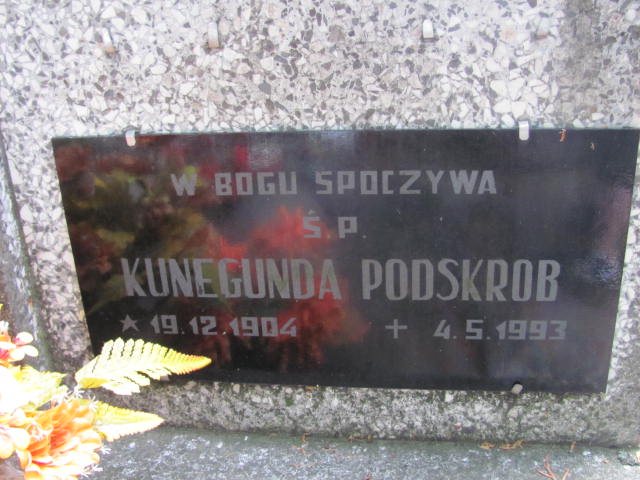 W BOGU SPOCZYWA
Ś.P.
KUNEGUNDA PODSKROB
★ 19.12.1904 + 4.5.1993